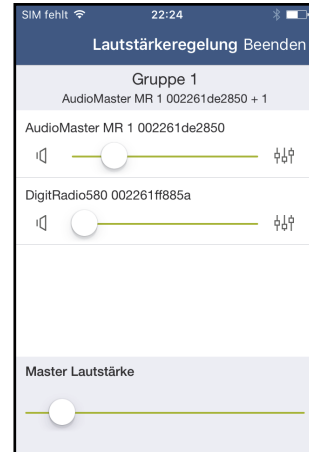 SIM fehlt 22:24
Lautstärkeregelung Beenden
Gruppe 1
AudioMaster MR 1 002261de2850 + 1
AudioMaster MR 1 002261de2850
DigitRadio580 002261ff885a
Master Lautstärke